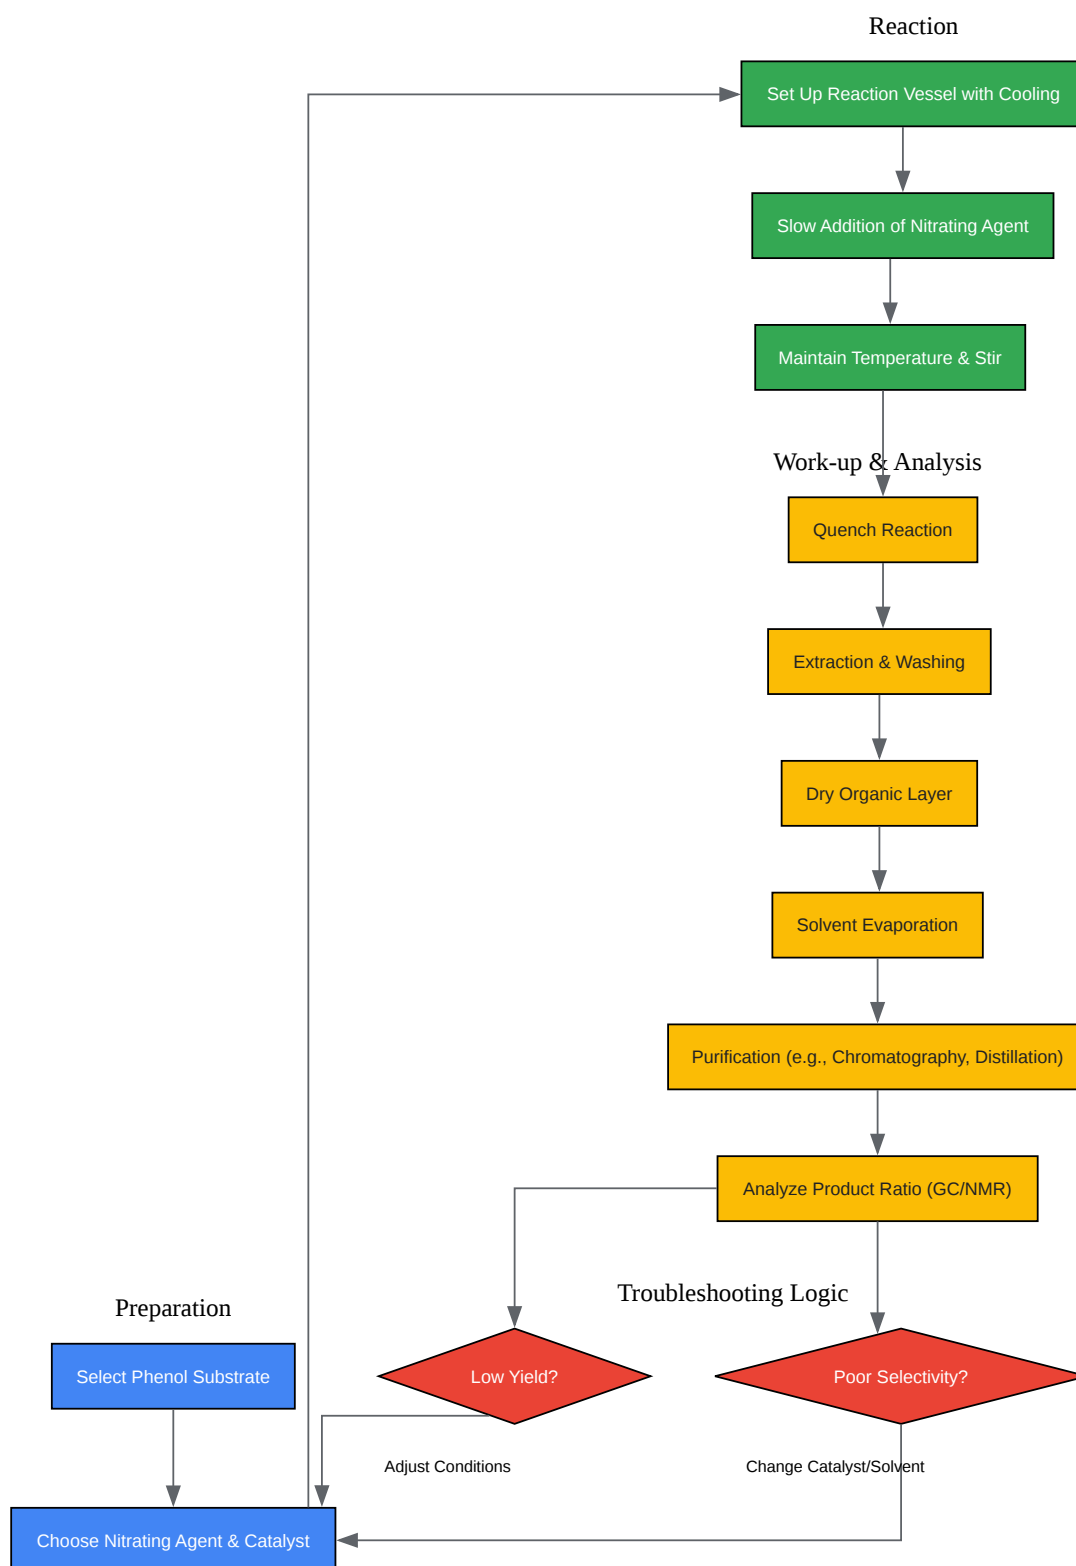 Reaction
Set Up Reaction Vessel with Cooling
Slow Addition of Nitrating Agent
Maintain Temperature & Stir
Work-up & Analysis
Quench Reaction
Extraction & Washing
Dry Organic Layer
Solvent Evaporation
Purification (e.g., Chromatography, Distillation)
Analyze Product Ratio (GC/NMR)
Troubleshooting Logic
Preparation
Select Phenol Substrate
Low Yield?
Poor Selectivity?
Adjust Conditions
Change Catalyst/Solvent
Choose Nitrating Agent & Catalyst